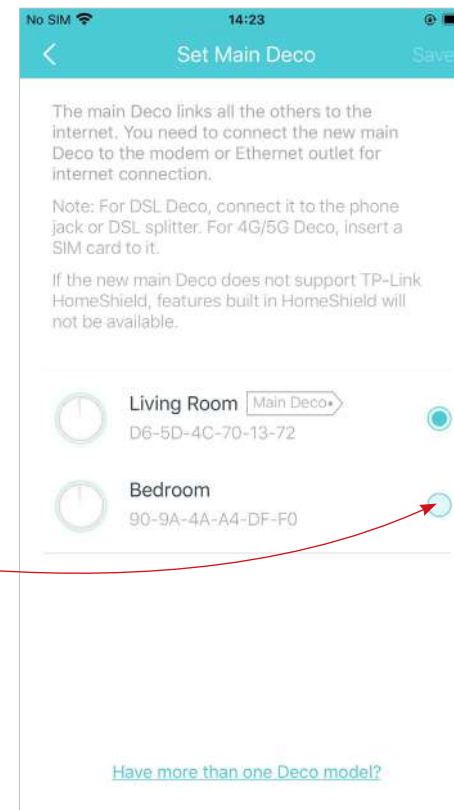 No SIM 14:23
Set Main Deco Save
The main Deco links all the others to the
internet. You need to connect the new main
Deco to the modem or Ethernet outlet for
internet connection.
Note: For DSL Deco, connect it to the phone
jack or DSL splitter. For 4G/5G Deco, insert a
SIM card to it.
If the new main Deco does not support TP-Link
HomeShield, features built in HomeShield will
not be available.
Living Room Main Deco
D6-5D-4C-70-13-72
Bedroom
90-9A-4A-A4-DF-F0
Have more than one Deco model?